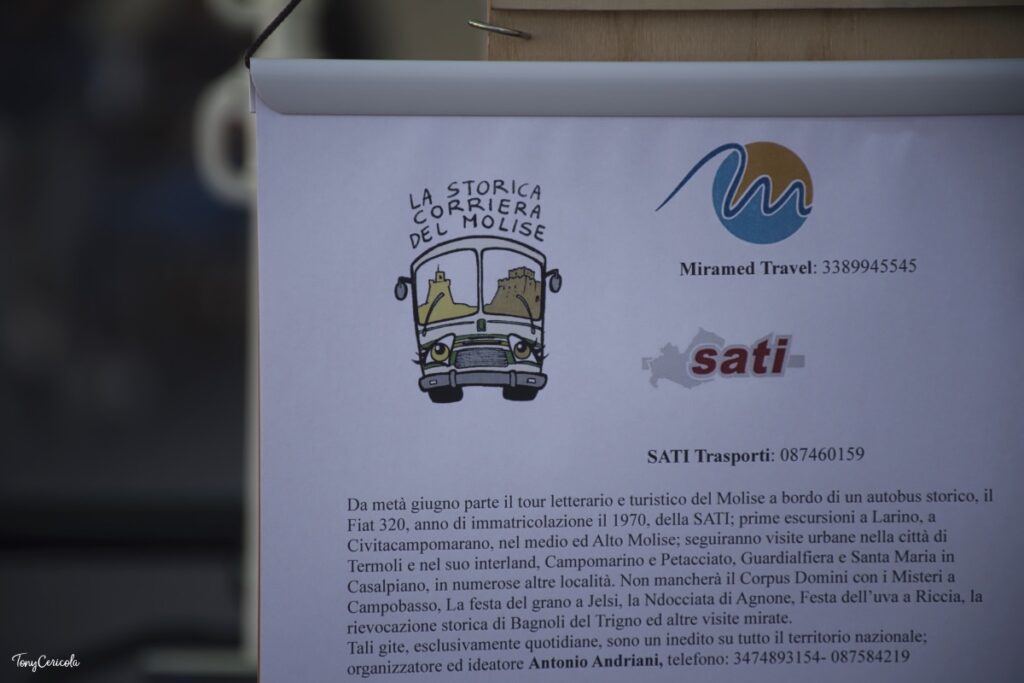 LA STORICA
CORRIERA
DEL MOLISE
Miramed Travel: 3389945545
sati
SATI Trasporti: 087460159
Da metà giugno parte il tour letterario e turistico del Molise a bordo di un autobus storico, il
Fiat 320, anno di immatricolazione il 1970, della SATI; prime escursioni a Larino, a
Civitacampomarano, nel medio ed Alto Molise; seguiranno visite urbane nella città di
Termoli e nel suo interland, Campomarino e Petacciato, Guardialfiera e Santa Maria in
Casalpiano, in numerose altre località. Non mancherà il Corpus Domini con i Misteri a
Campobasso, La festa del grano a Jelsi, la Ndocciata di Agnone, Festa dell’uva a Riccia, la
rievocazione storica di Bagnoli del Trigno ed altre visite mirate.
Tali gite, esclusivamente quotidiane, sono un inedito su tutto il territorio nazionale;
organizzatore ed ideatore Antonio Andriani, telefono: 3474893154- 087584219
TonyCericola